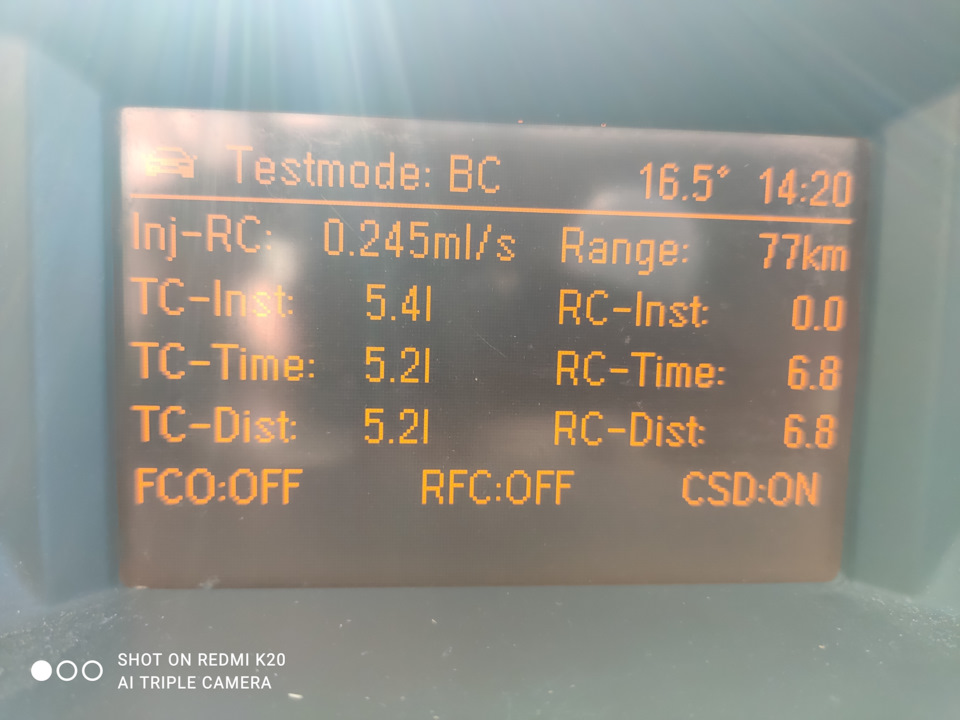 Testmode: BC 16.5° 14:20
Inj-RC: 0.245ml/s Range: 77km
TC-Inst: 5.4l RC-Inst: 0.0
TC-Time: 5.2l RC-Time: 6.8
TC-Dist: 5.2l RC-Dist: 6.8
FCO:OFF RFC:OFF CSD:ON
SHOT ON REDMI K20
AI TRIPLE CAMERA